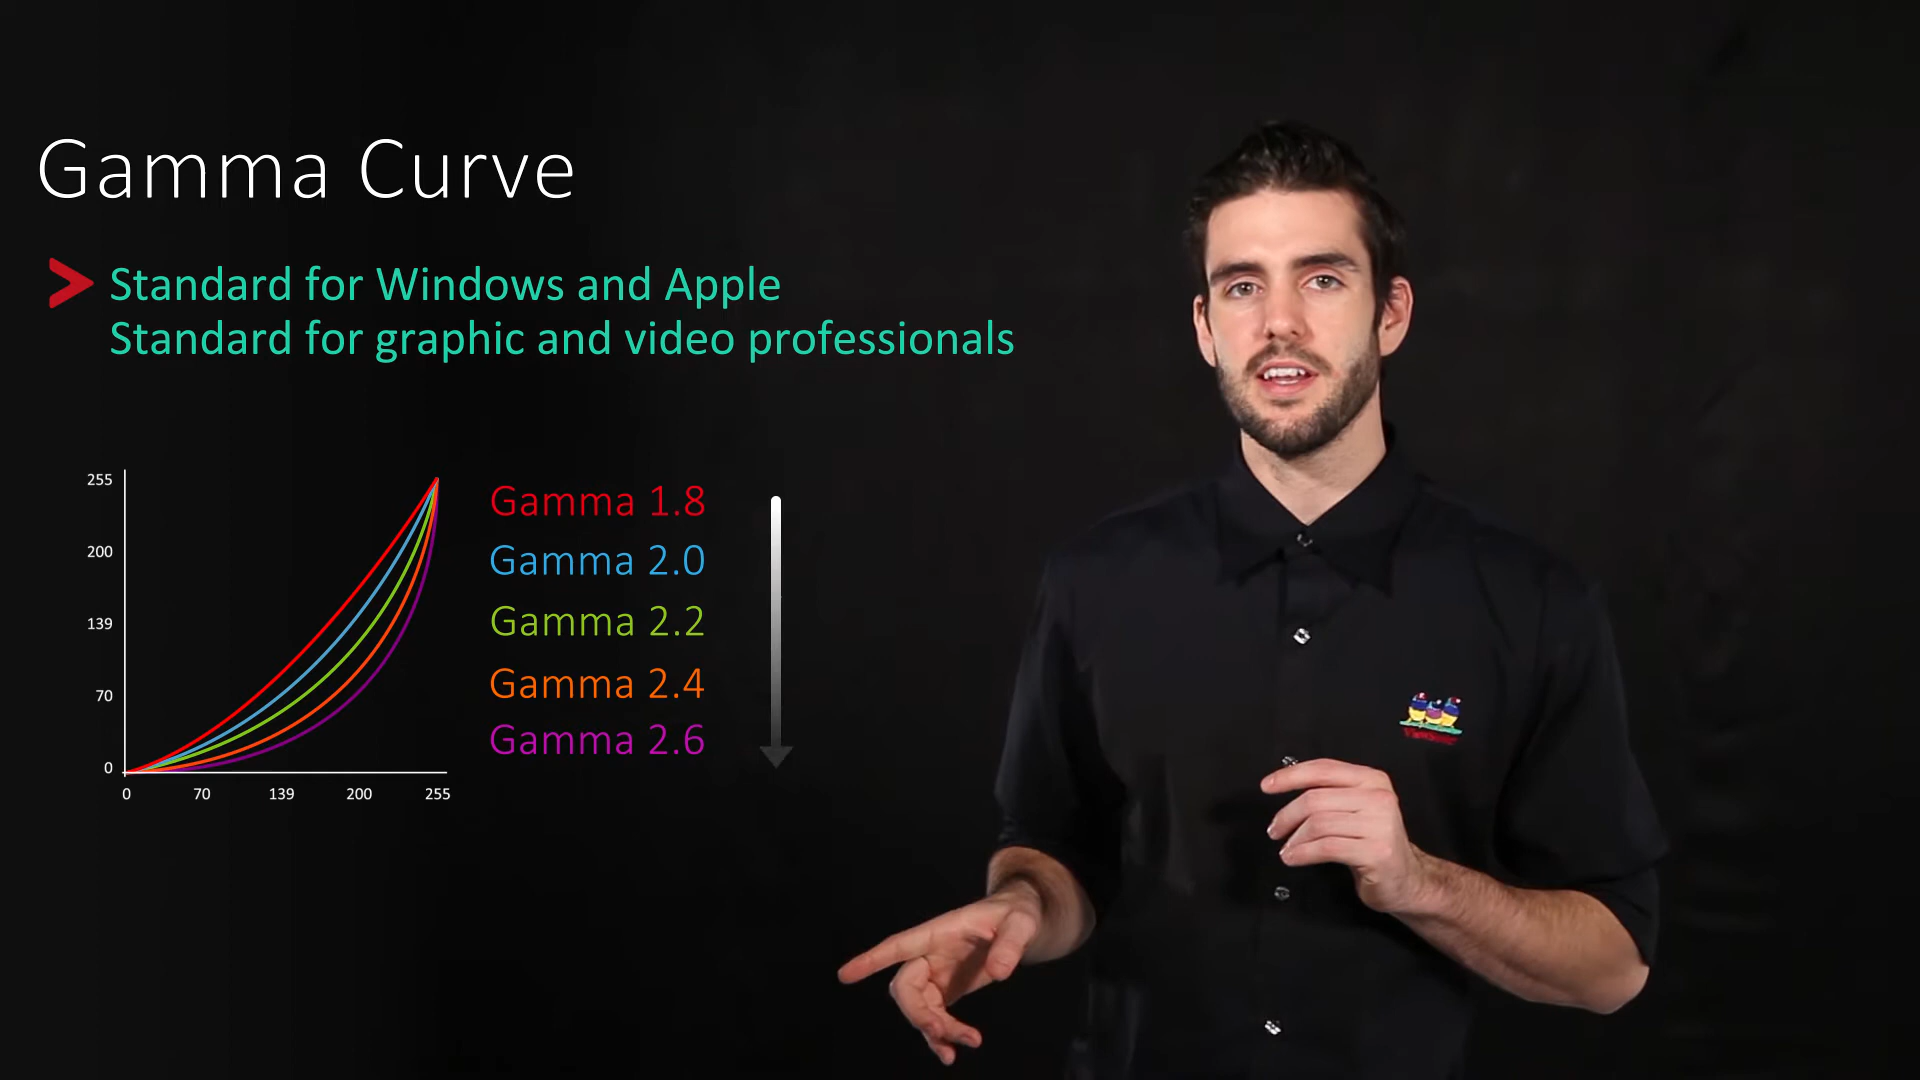 Gamma Curve
> Standard for Windows and Apple
Standard for graphic and video professionals
255
200
139
70
0
0 70 139 200 255
Gamma 1.8
Gamma 2.0
Gamma 2.2
Gamma 2.4
Gamma 2.6
ViewSonic